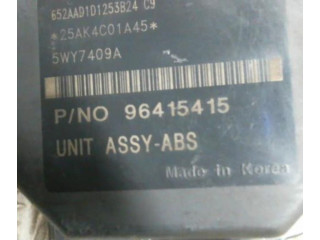 652AAD1D1253B24 C9
*25AK4C01A45*
5WY7409A
P/NO 96415415
UNIT ASSY-ABS
Made in Korea